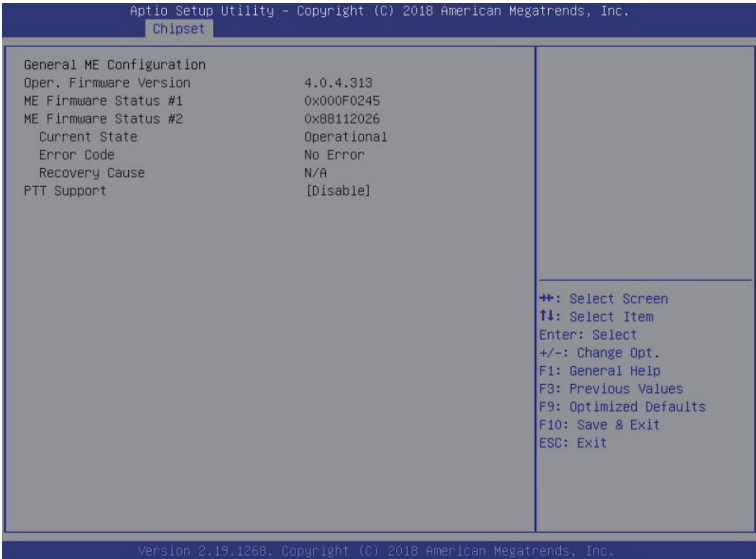 Aptio Setup Utility – Copyright (C) 2018 American Megatrends, Inc.
Chipset
General ME Configuration
Oper. Firmware Version 4.0.4.313
ME Firmware Status #1 0x000F0245
ME Firmware Status #2 0x88112026
Current State Operational
Error Code No Error
Recovery Cause N/A
PTT Support [Disable]
→←: Select Screen
↑↓: Select Item
Enter: Select
+/-: Change Opt.
F1: General Help
F3: Previous Values
F9: Optimized Defaults
F10: Save & Exit
ESC: Exit
Version 2.19.1268. Copyright (C) 2018 American Megatrends, Inc.